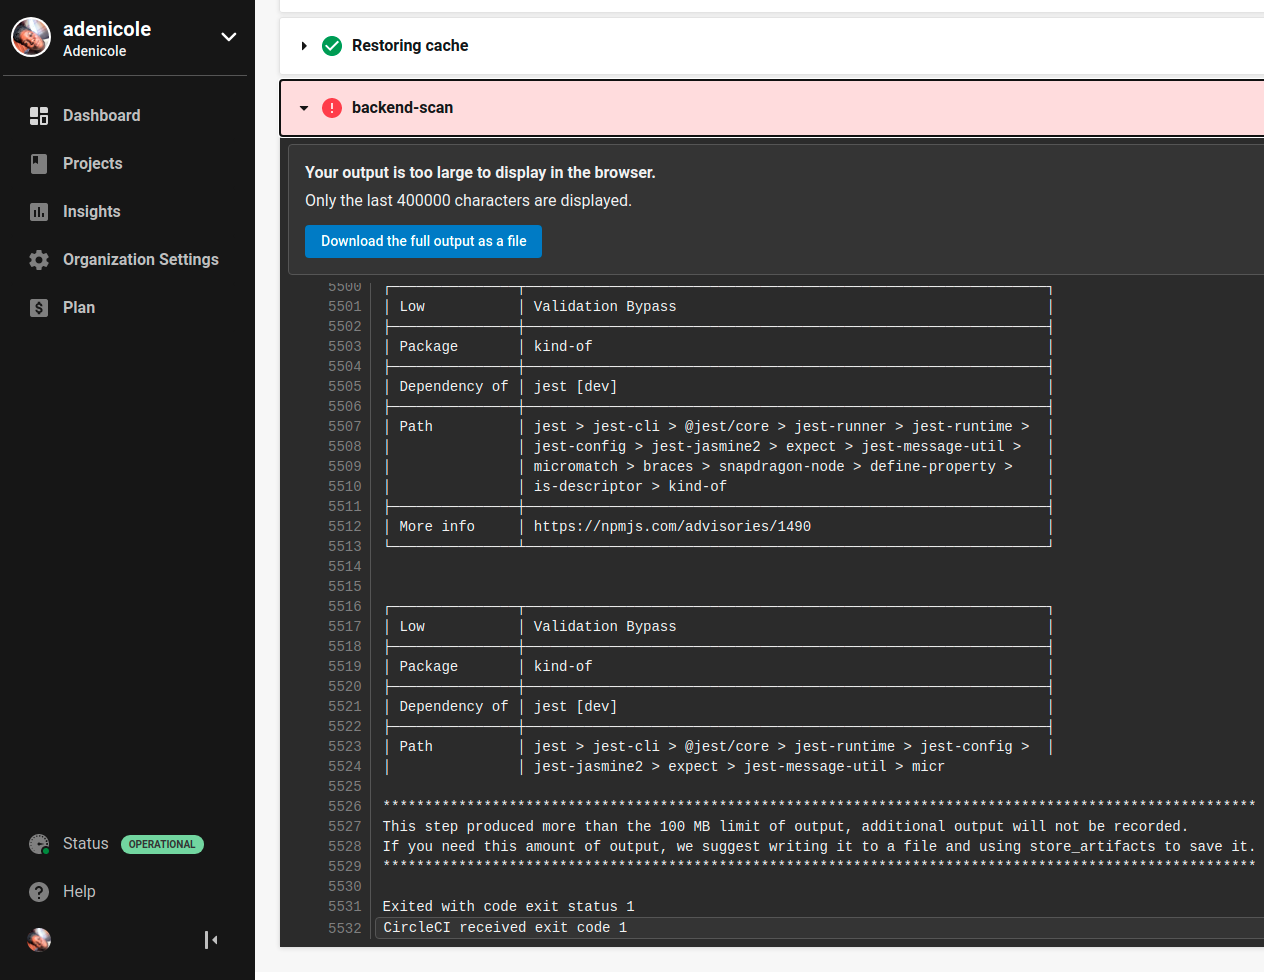 adenicole
Adenicole
Dashboard
Projects
Insights
Organization Settings
Plan
Status OPERATIONAL
Help
Restoring cache
backend-scan
Your output is too large to display in the browser.
Only the last 400000 characters are displayed.
Download the full output as a file
5500
5501 Low Validation Bypass
5502
5503 Package kind-of
5504
5505 Dependency of jest [dev]
5506
5507 Path jest > jest-cli > @jest/core > jest-runner > jest-runtime >
5508 jest-config > jest-jasmine2 > expect > jest-message-util >
5509 micromatch > braces > snapdragon-node > define-property >
5510 is-descriptor > kind-of
5511
5512 More info https://npmjs.com/advisories/1490
5513
5514
5515
5516
5517 Low Validation Bypass
5518
5519 Package kind-of
5520
5521 Dependency of jest [dev]
5522
5523 Path jest > jest-cli > @jest/core > jest-runtime > jest-config >
5524 jest-jasmine2 > expect > jest-message-util > micr
5525
5526 ********************************************************************************************************
5527 This step produced more than the 100 MB limit of output, additional output will not be recorded.
5528 If you need this amount of output, we suggest writing it to a file and using store_artifacts to save it.
5529 ********************************************************************************************************
5530
5531 Exited with code exit status 1
5532 CircleCI received exit code 1